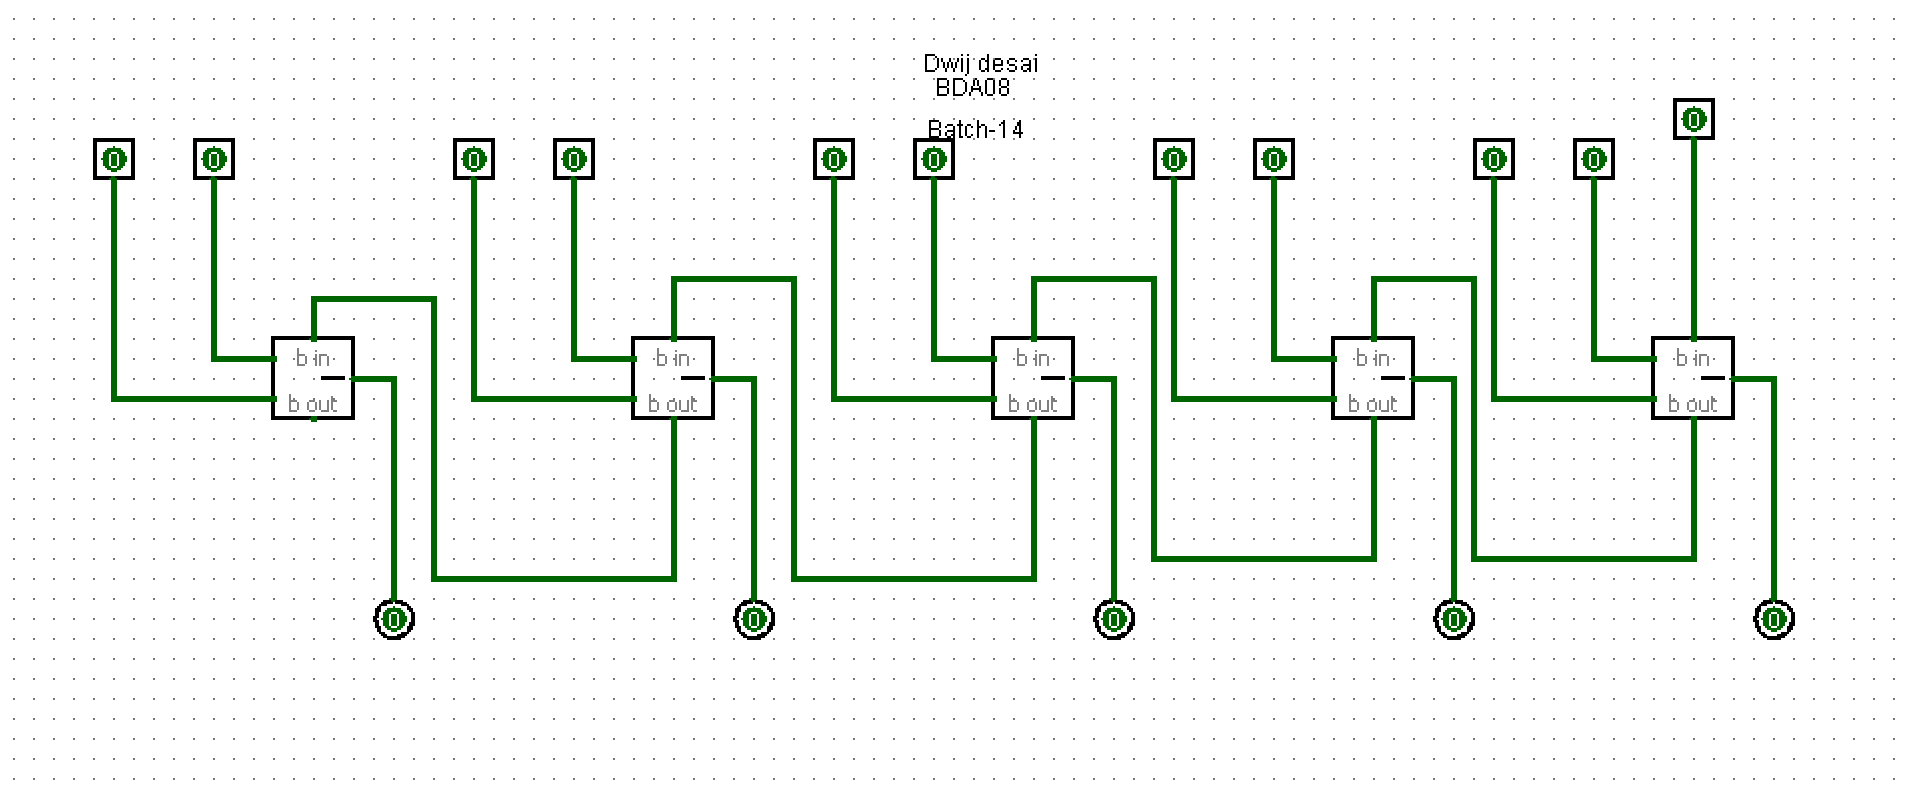 Dwij desai
BDA08
Batch-14
0 0 0 0 0 0 0 0 0 0 0
b in b in b in b in b in
b out b out b out b out b out
0 0 0 0 0